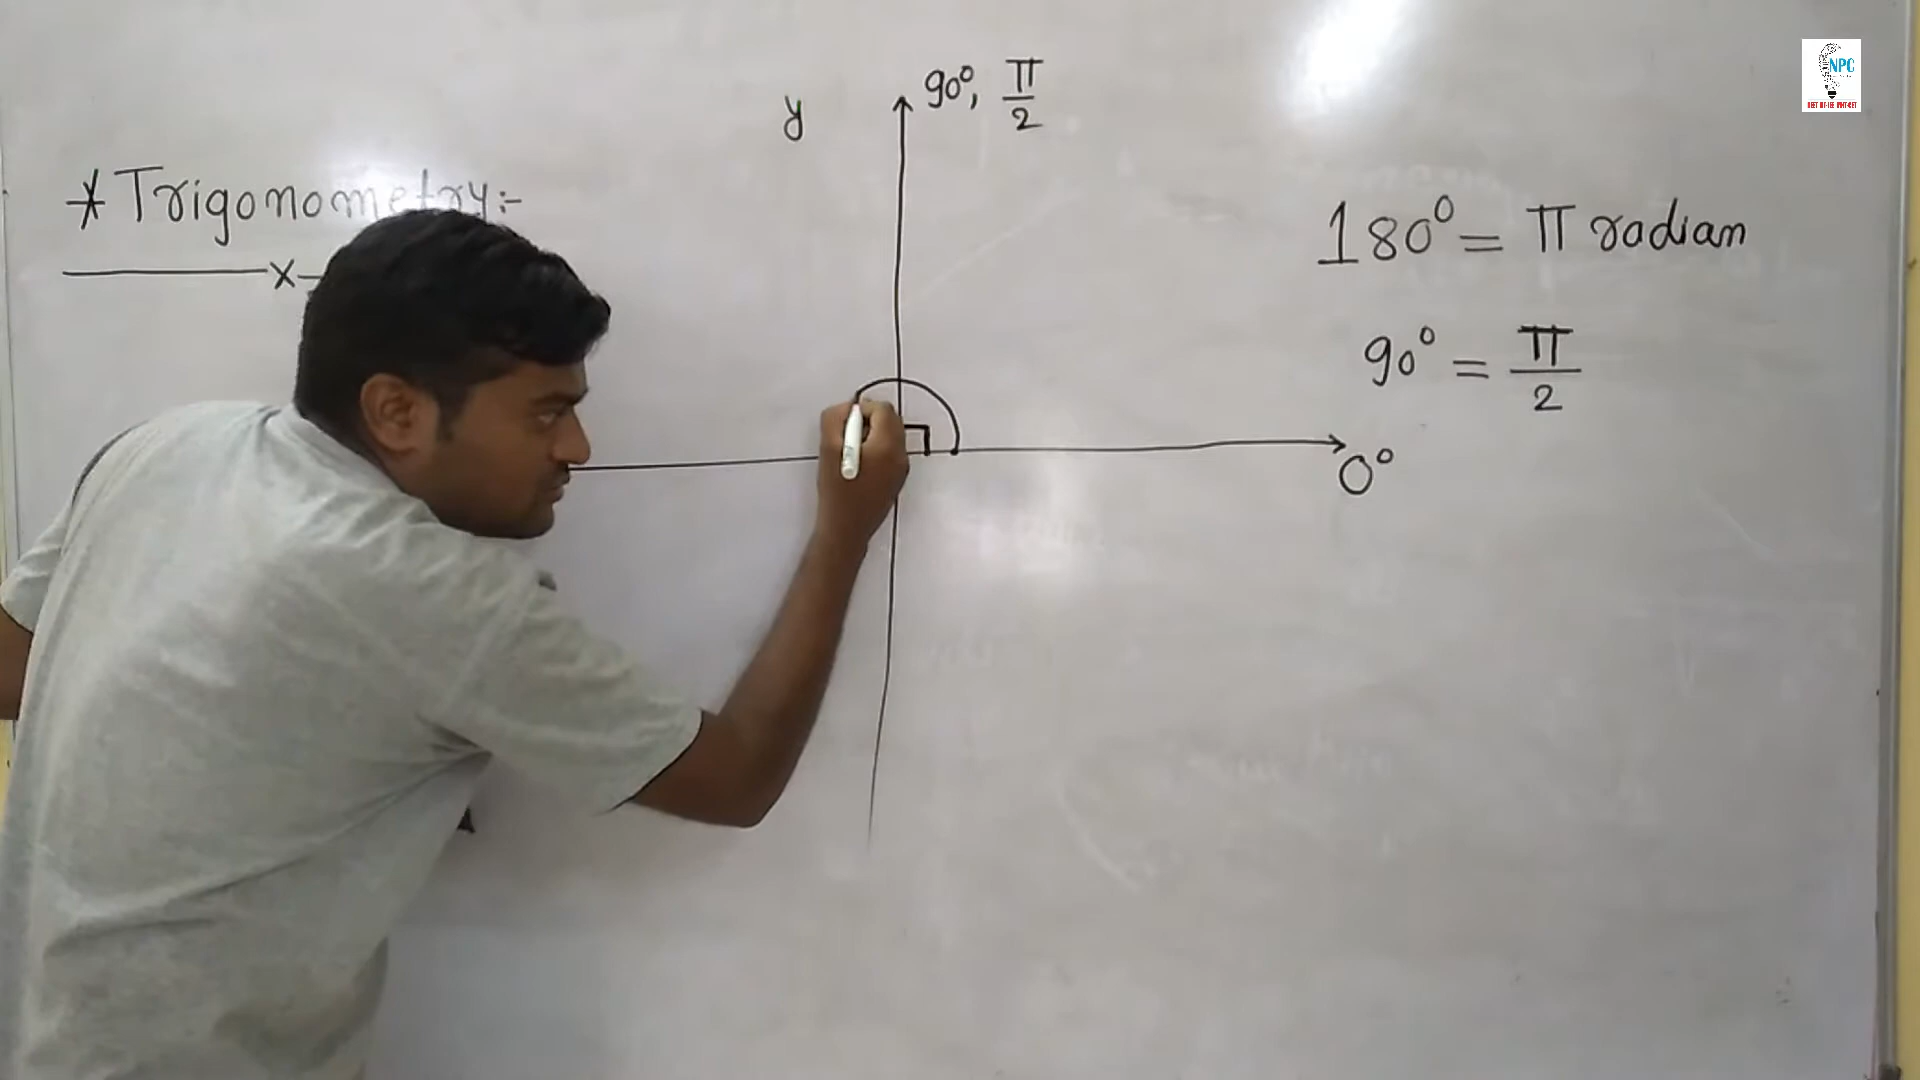 * Trigonometry:-
x
y
90°, π/2
0°
180° = π radian
90° = π/2
NPC